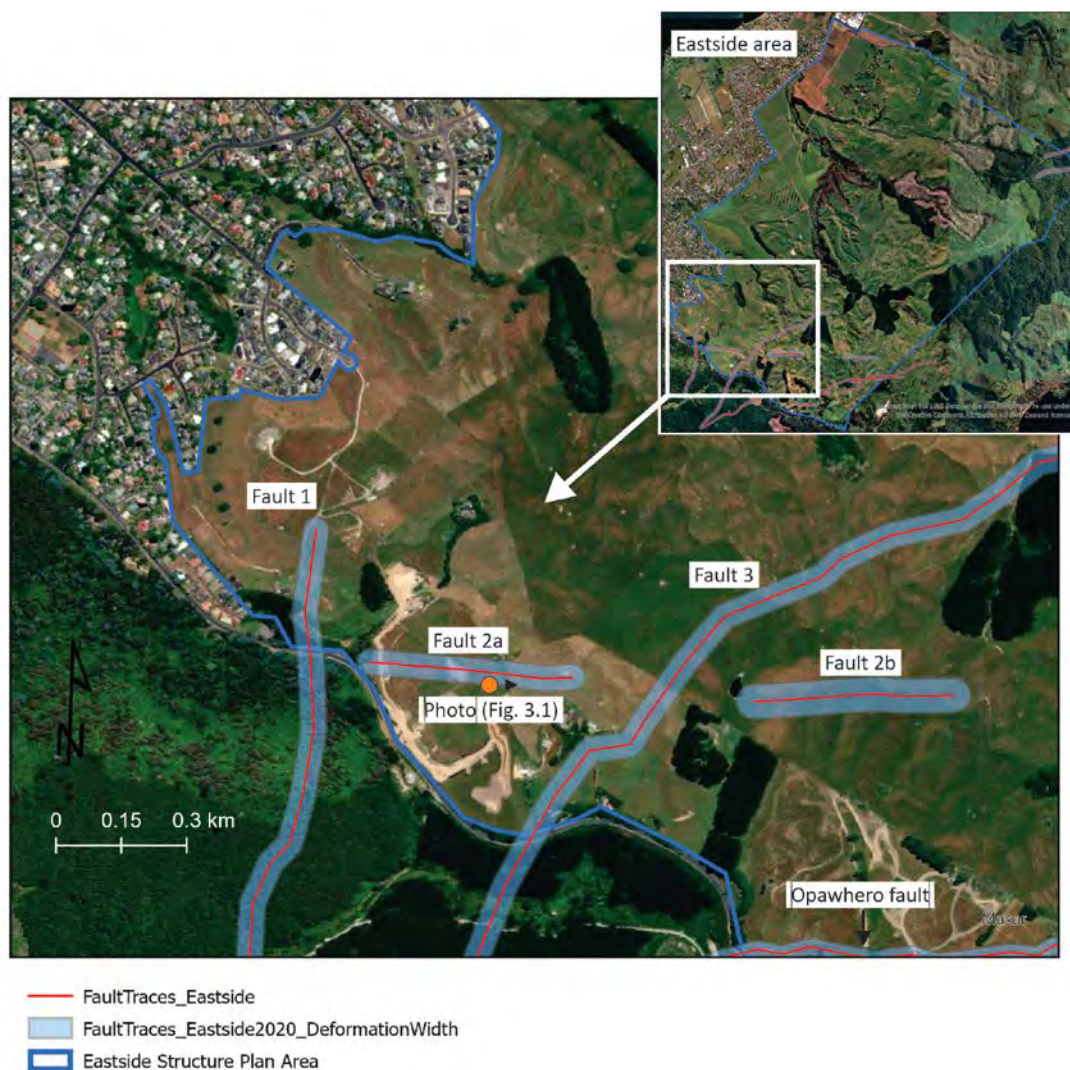 Eastside area
Fault 1
Fault 3
Fault 2a
Fault 2b
Photo (Fig. 3.1)
N
0 0.15 0.3 km
Opawhero fault
FaultTraces_Eastside
FaultTraces_Eastside2020_DeformationWidth
Eastside Structure Plan Area